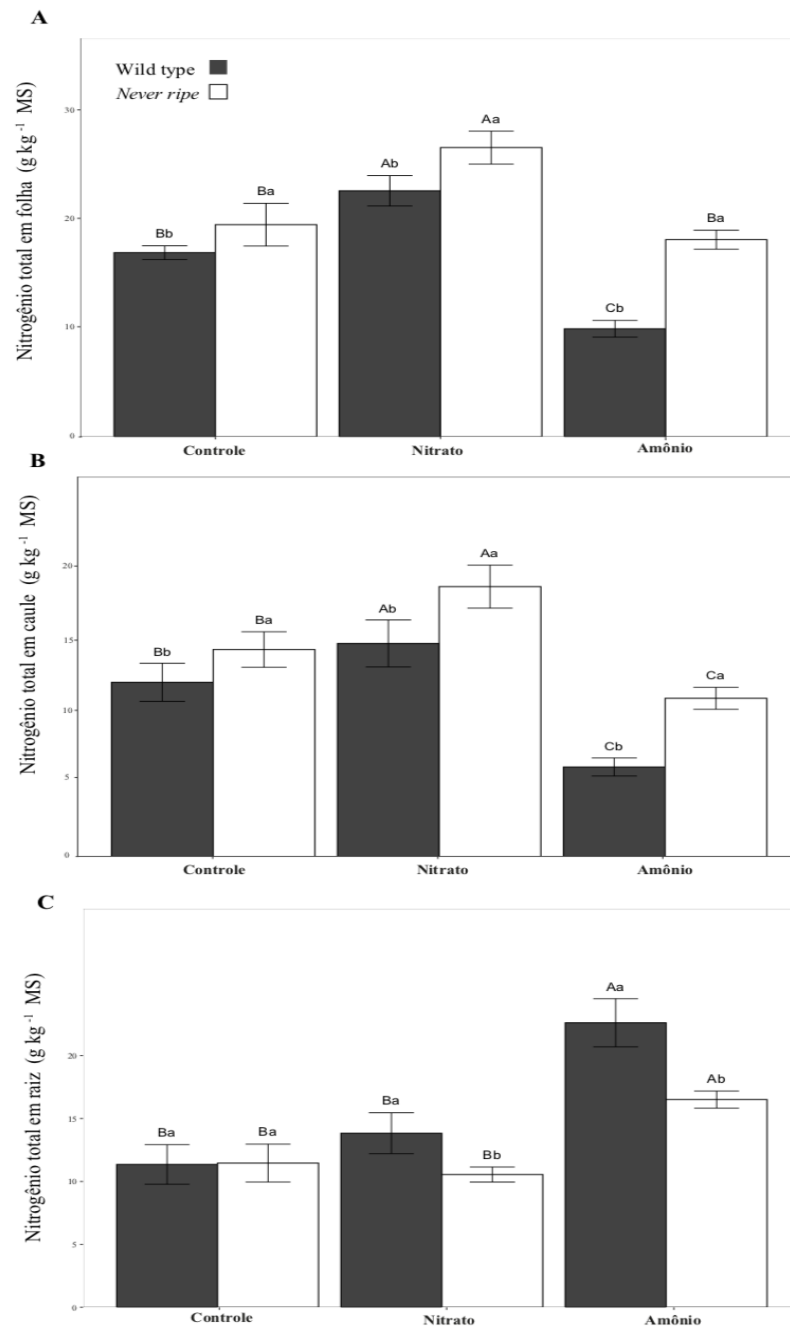 A
Nitrogênio total em folha (g kg⁻¹ MS)
Wild type
Never ripe
30
20
10
0
Bb
Ba
Ab
Aa
Cb
Ba
Controle
Nitrato
Amônio
B
Nitrogênio total em caule (g kg⁻¹ MS)
20
15
10
5
0
Bb
Ba
Ab
Aa
Cb
Ca
Controle
Nitrato
Amônio
C
Nitrogênio total em raiz (g kg⁻¹ MS)
20
15
10
5
0
Ba
Ba
Ba
Bb
Aa
Ab
Controle
Nitrato
Amônio